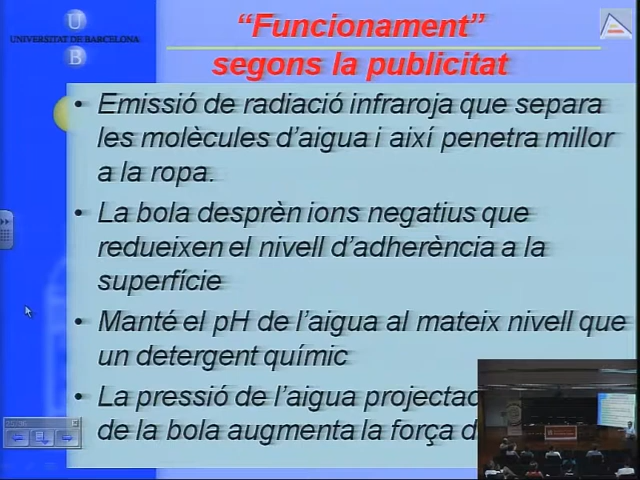 U
UNIVERSITAT DE BARCELONA
B
“Funcionament”
segons la publicitat
• Emissió de radiació infraroja que separa
les molècules d’aigua i així penetra millor
a la ropa.
• La bola desprèn ions negatius que
redueixen el nivell d’adherència a la
superfície
• Manté el pH de l’aigua al mateix nivell que
un detergent químic
• La pressió de l’aigua
de la bola augmenta la força